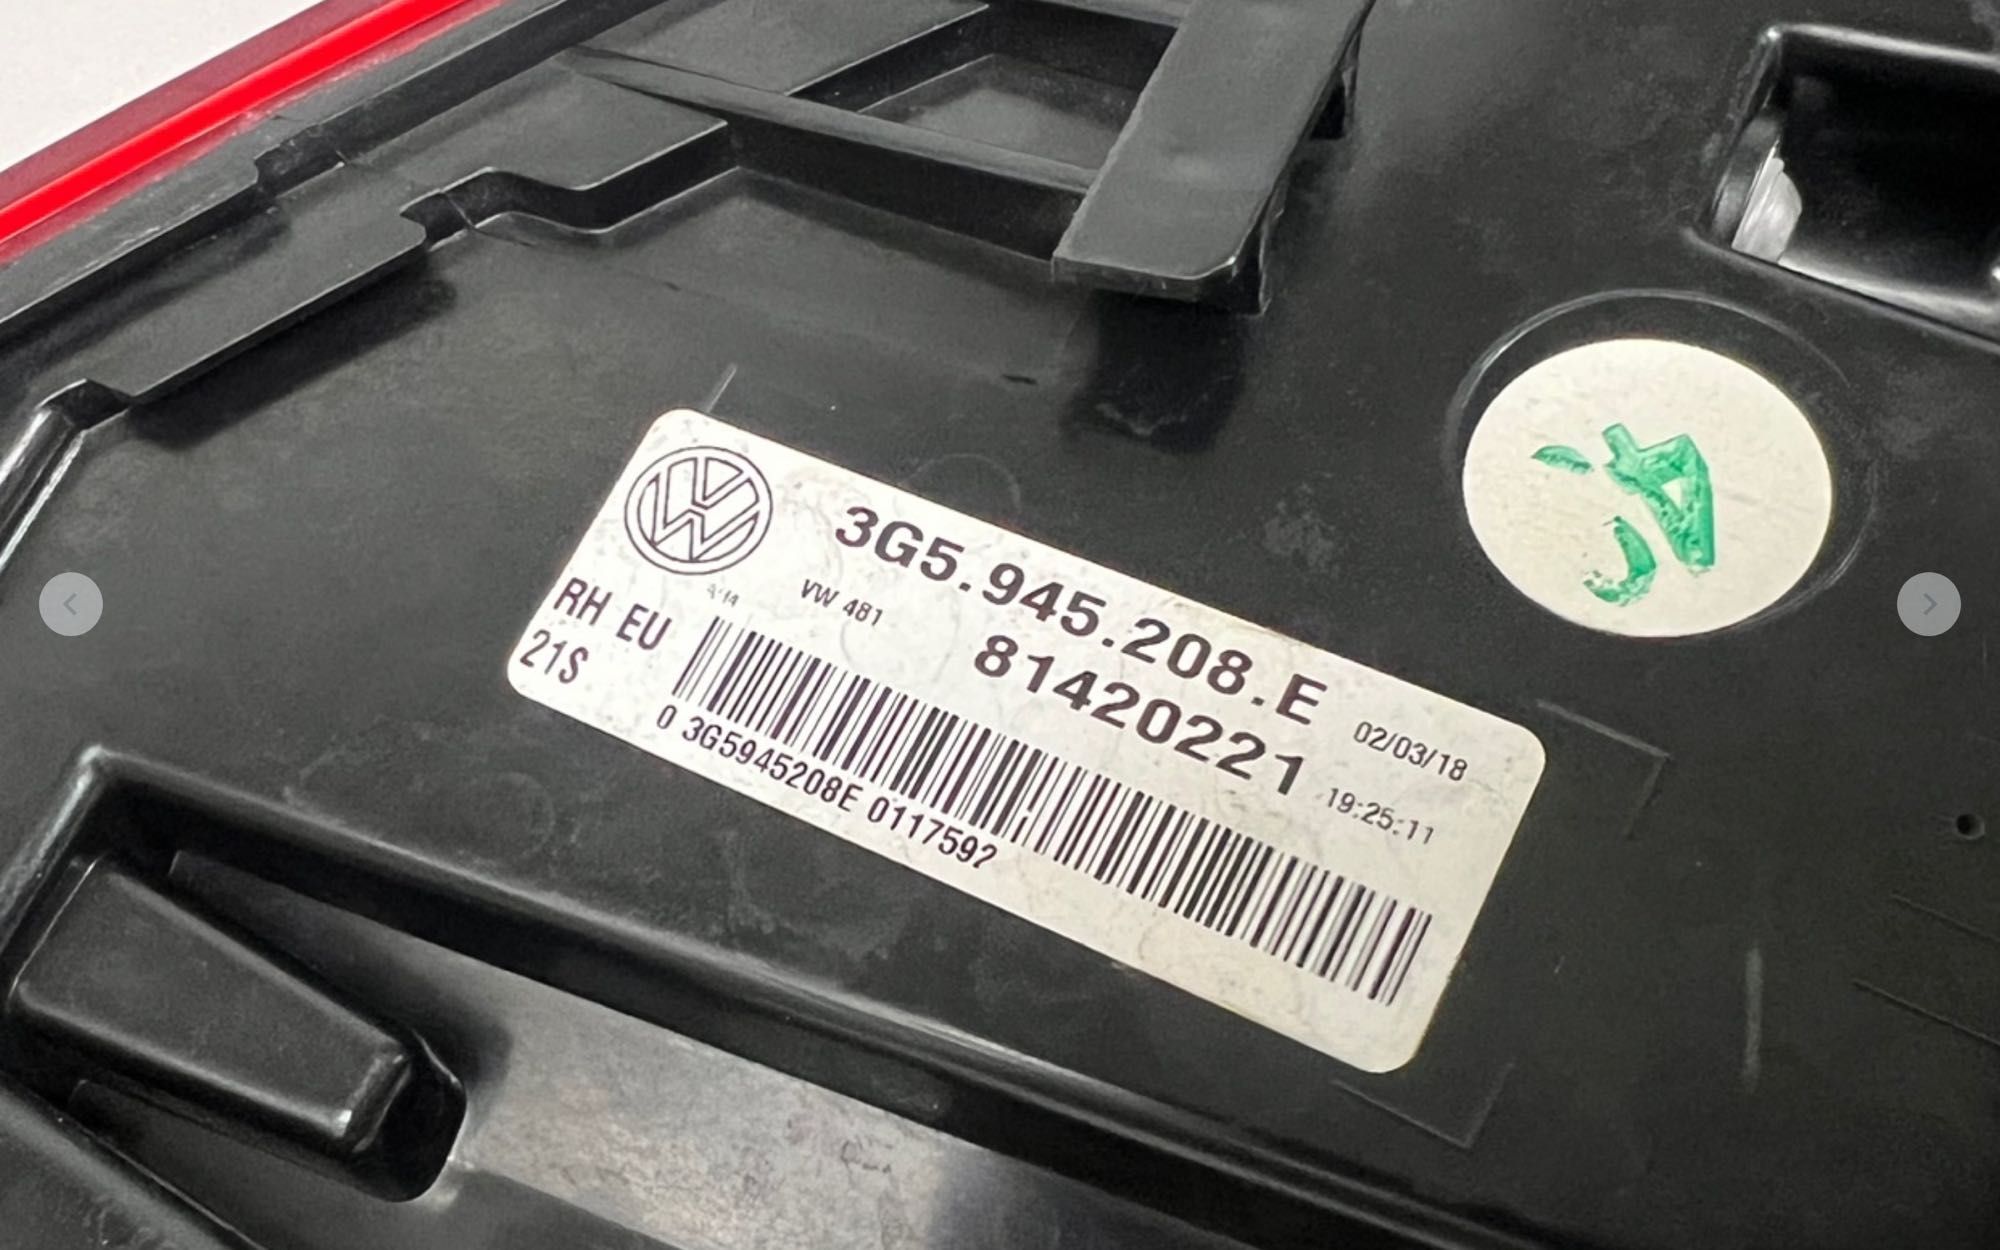 3G5.945.208.E
VW 481
81420221
02/03/18
19:25:11
RH EU
21S
0 3G5945208E 0117592